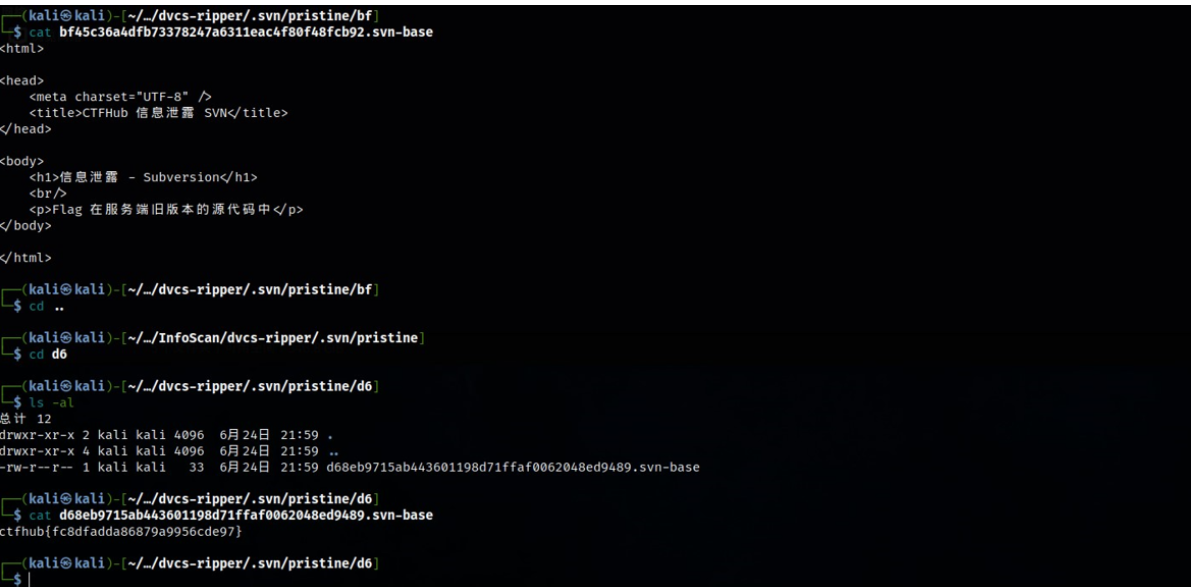 ┌──(kali㉿kali)-[~/…/dvcs-ripper/.svn/pristine/bf]
└─$ cat bf45c36a4dfb73378247a6311eac4f80f48fcb92.svn-base
<html>
<head>
<meta charset="UTF-8" />
<title>CTFHub 信息泄露 SVN</title>
</head>
<body>
<h1>信息泄露 - Subversion</h1>
<br/>
<p>Flag 在服务端旧版本的源代码中</p>
</body>
</html>
┌──(kali㉿kali)-[~/…/dvcs-ripper/.svn/pristine/bf]
└─$ cd ..
┌──(kali㉿kali)-[~/…/InfoScan/dvcs-ripper/.svn/pristine]
└─$ cd d6
┌──(kali㉿kali)-[~/…/dvcs-ripper/.svn/pristine/d6]
└─$ ls -al
总计 12
drwxr-xr-x 2 kali kali 4096 6月24日 21:59 .
drwxr-xr-x 4 kali kali 4096 6月24日 21:59 ..
-rw-r--r-- 1 kali kali 33 6月24日 21:59 d68eb9715ab443601198d71ffaf0062048ed9489.svn-base
┌──(kali㉿kali)-[~/…/dvcs-ripper/.svn/pristine/d6]
└─$ cat d68eb9715ab443601198d71ffaf0062048ed9489.svn-base
ctfhub{fc8dfadda86879a9956cde97}
┌──(kali㉿kali)-[~/…/dvcs-ripper/.svn/pristine/d6]
└─$